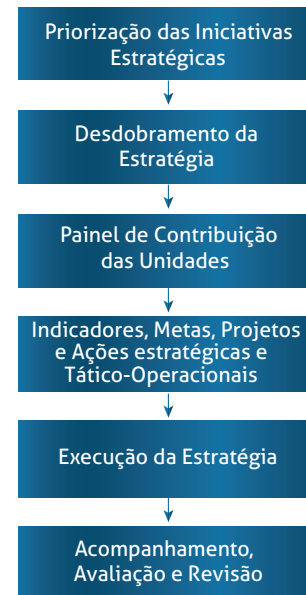 Priorização das Iniciativas
Estratégicas
Desdobramento da
Estratégia
Painel de Contribuição
das Unidades
Indicadores, Metas, Projetos
e Ações estratégicas e
Tático-Operacionais
Execução da Estratégia
Acompanhamento,
Avaliação e Revisão